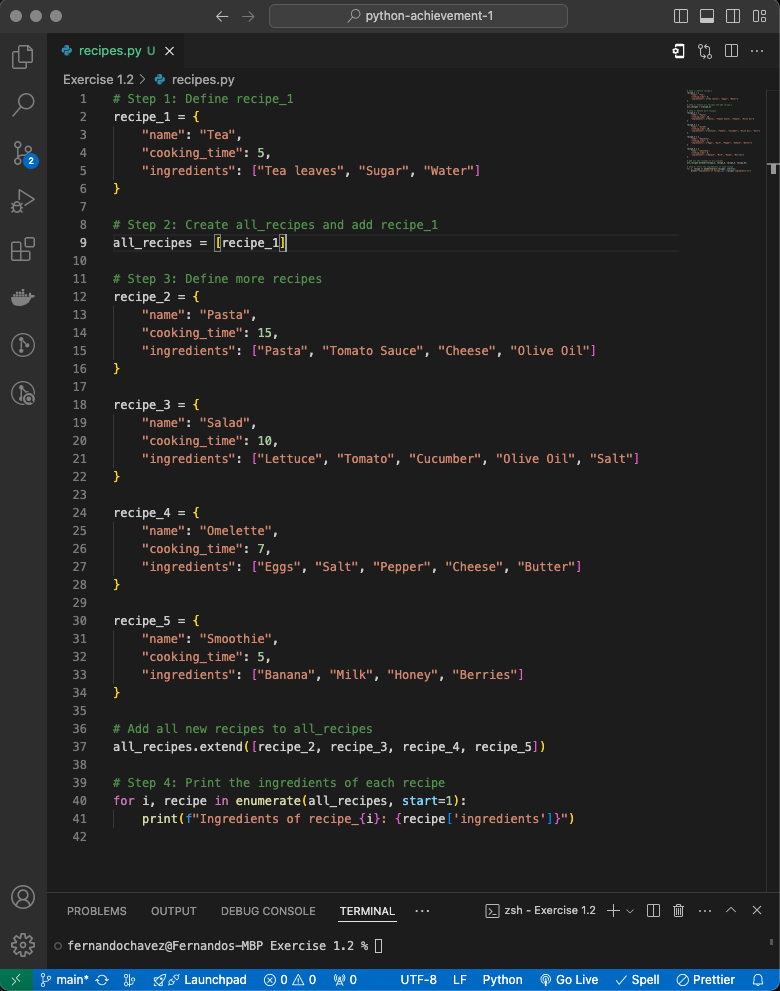 python-achievement-1
recipes.py U
Exercise 1.2 > recipes.py
1 # Step 1: Define recipe_1
2 recipe_1 = {
3     "name": "Tea",
4     "cooking_time": 5,
5     "ingredients": ["Tea leaves", "Sugar", "Water"]
6 }
7
8 # Step 2: Create all_recipes and add recipe_1
9 all_recipes = [recipe_1]
10
11 # Step 3: Define more recipes
12 recipe_2 = {
13     "name": "Pasta",
14     "cooking_time": 15,
15     "ingredients": ["Pasta", "Tomato Sauce", "Cheese", "Olive Oil"]
16 }
17
18 recipe_3 = {
19     "name": "Salad",
20     "cooking_time": 10,
21     "ingredients": ["Lettuce", "Tomato", "Cucumber", "Olive Oil", "Salt"]
22 }
23
24 recipe_4 = {
25     "name": "Omelette",
26     "cooking_time": 7,
27     "ingredients": ["Eggs", "Salt", "Pepper", "Cheese", "Butter"]
28 }
29
30 recipe_5 = {
31     "name": "Smoothie",
32     "cooking_time": 5,
33     "ingredients": ["Banana", "Milk", "Honey", "Berries"]
34 }
35
36 # Add all new recipes to all_recipes
37 all_recipes.extend([recipe_2, recipe_3, recipe_4, recipe_5])
38
39 # Step 4: Print the ingredients of each recipe
40 for i, recipe in enumerate(all_recipes, start=1):
41     print(f"Ingredients of recipe_{i}: {recipe['ingredients']}")
42
2
PROBLEMS OUTPUT DEBUG CONSOLE TERMINAL ··· zsh - Exercise 1.2
fernandochavez@Fernandos-MBP Exercise 1.2 %
main* Launchpad 0 0 0 UTF-8 LF Python Go Live Spell Prettier